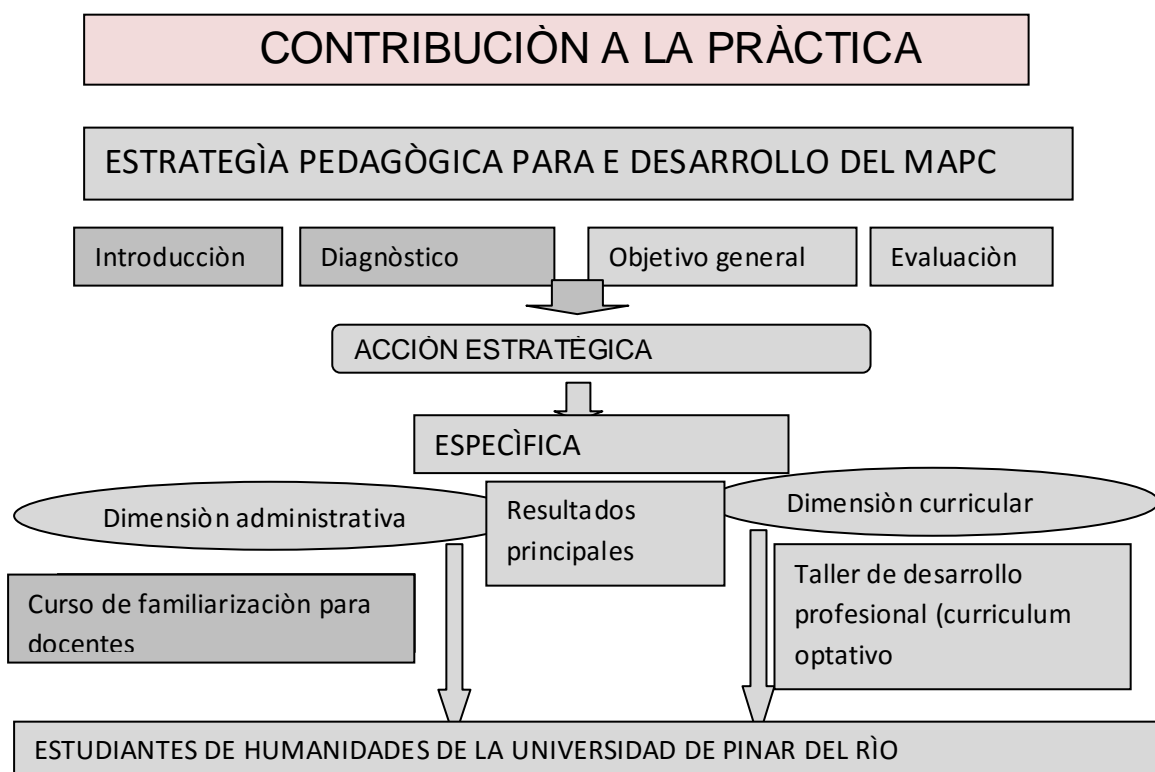 CONTRIBUCIÒN A LA PRÀCTICA
ESTRATEGÌA PEDAGÒGICA PARA E DESARROLLO DEL MAPC
Introducciòn
Diagnòstico
Objetivo general
Evaluaciòn
ACCIÒN ESTRATÈGICA
ESPECÌFICA
Dimensiòn administrativa
Resultados
principales
Dimensiòn curricular
Curso de familiarizaciòn para
docentes
Taller de desarrollo
profesional (curriculum
optativo
ESTUDIANTES DE HUMANIDADES DE LA UNIVERSIDAD DE PINAR DEL RÌO